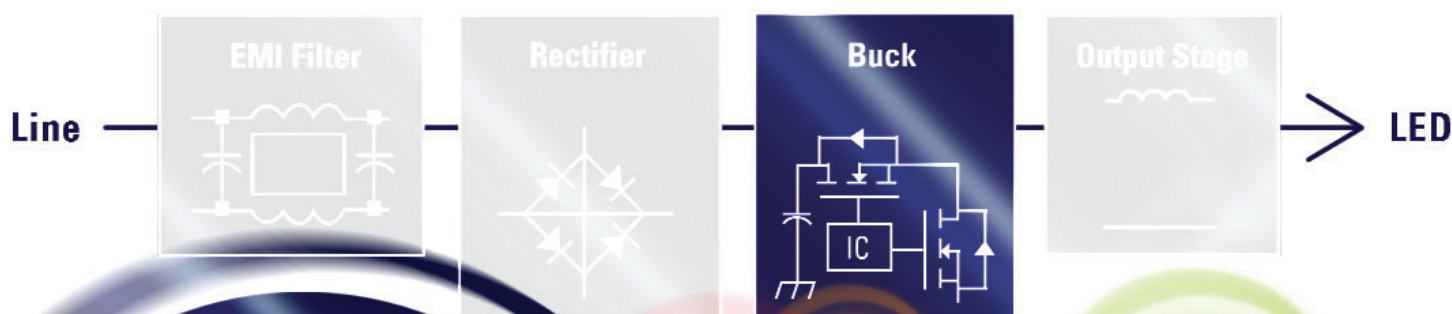 EMI Filter
Rectifier
Buck
Output Stage
Line
LED
IC